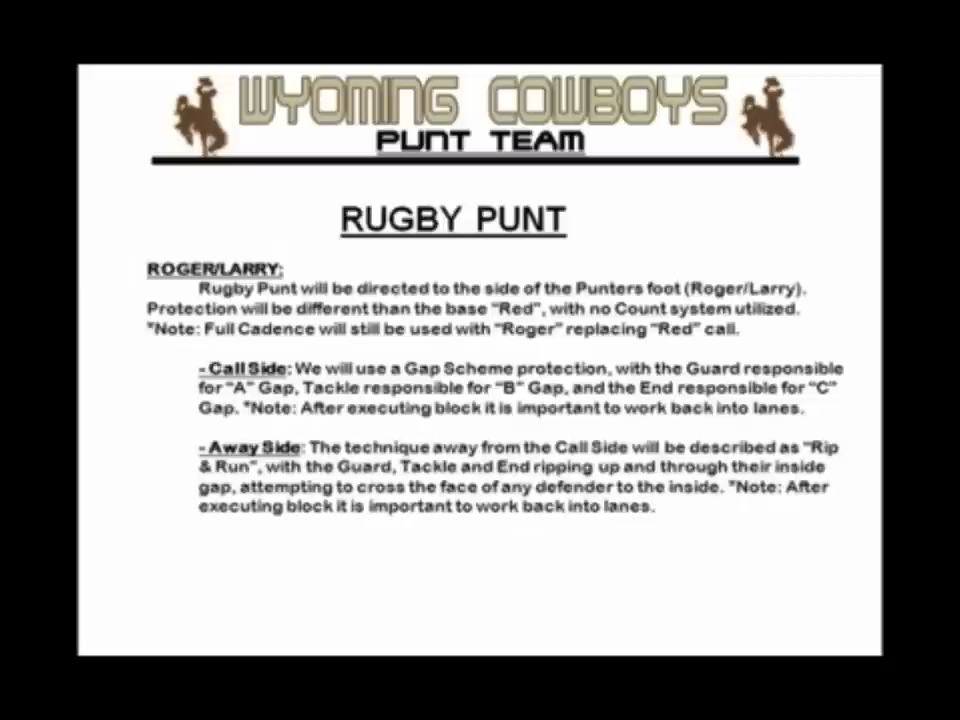 WYOMING COWBOYS
PUNT TEAM
RUGBY PUNT
ROGER/LARRY:
Rugby Punt will be directed to the side of the Punters foot (Roger/Larry).
Protection will be different than the base "Red", with no Count system utilized.
*Note: Full Cadence will still be used with "Roger" replacing "Red" call.
- Call Side: We will use a Gap Scheme protection, with the Guard responsible
for "A" Gap, Tackle responsible for "B" Gap, and the End responsible for "C"
Gap. *Note: After executing block it is important to work back into lanes.
- Away Side: The technique away from the Call Side will be described as "Rip
& Run", with the Guard, Tackle and End ripping up and through their inside
gap, attempting to cross the face of any defender to the inside. *Note: After
executing block it is important to work back into lanes.